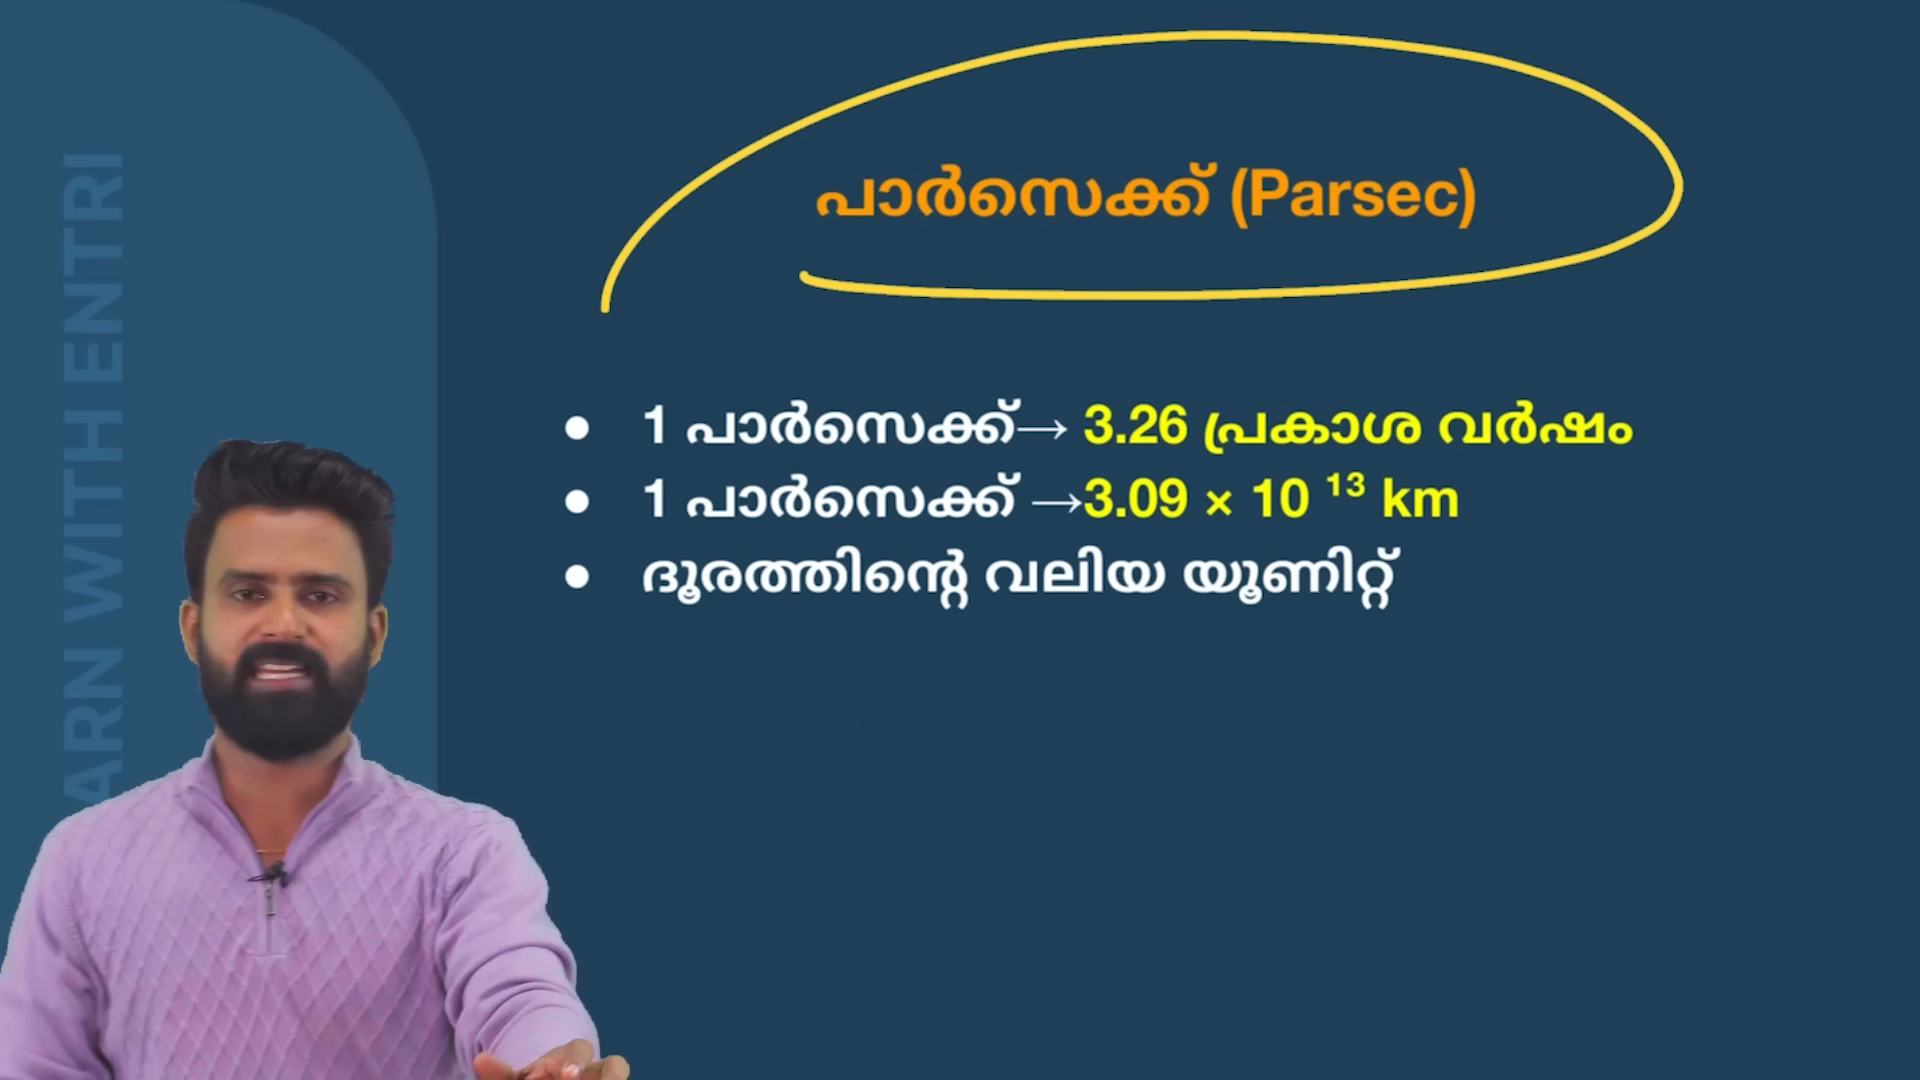 ARN WITH ENTRI
പാർസെക്ക് (Parsec)
● 1 പാർസെക്ക്→ 3.26 പ്രകാശ വർഷം
● 1 പാർസെക്ക് →3.09 × 10 ¹³ km
● ദൂരത്തിന്റെ വലിയ യൂണിറ്റ്